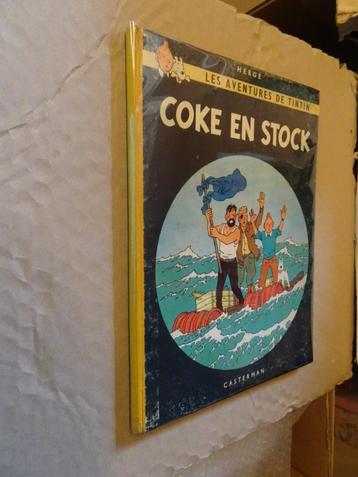 HERGÉ
LES AVENTURES DE TINTIN
COKE EN STOCK
CASTERMAN